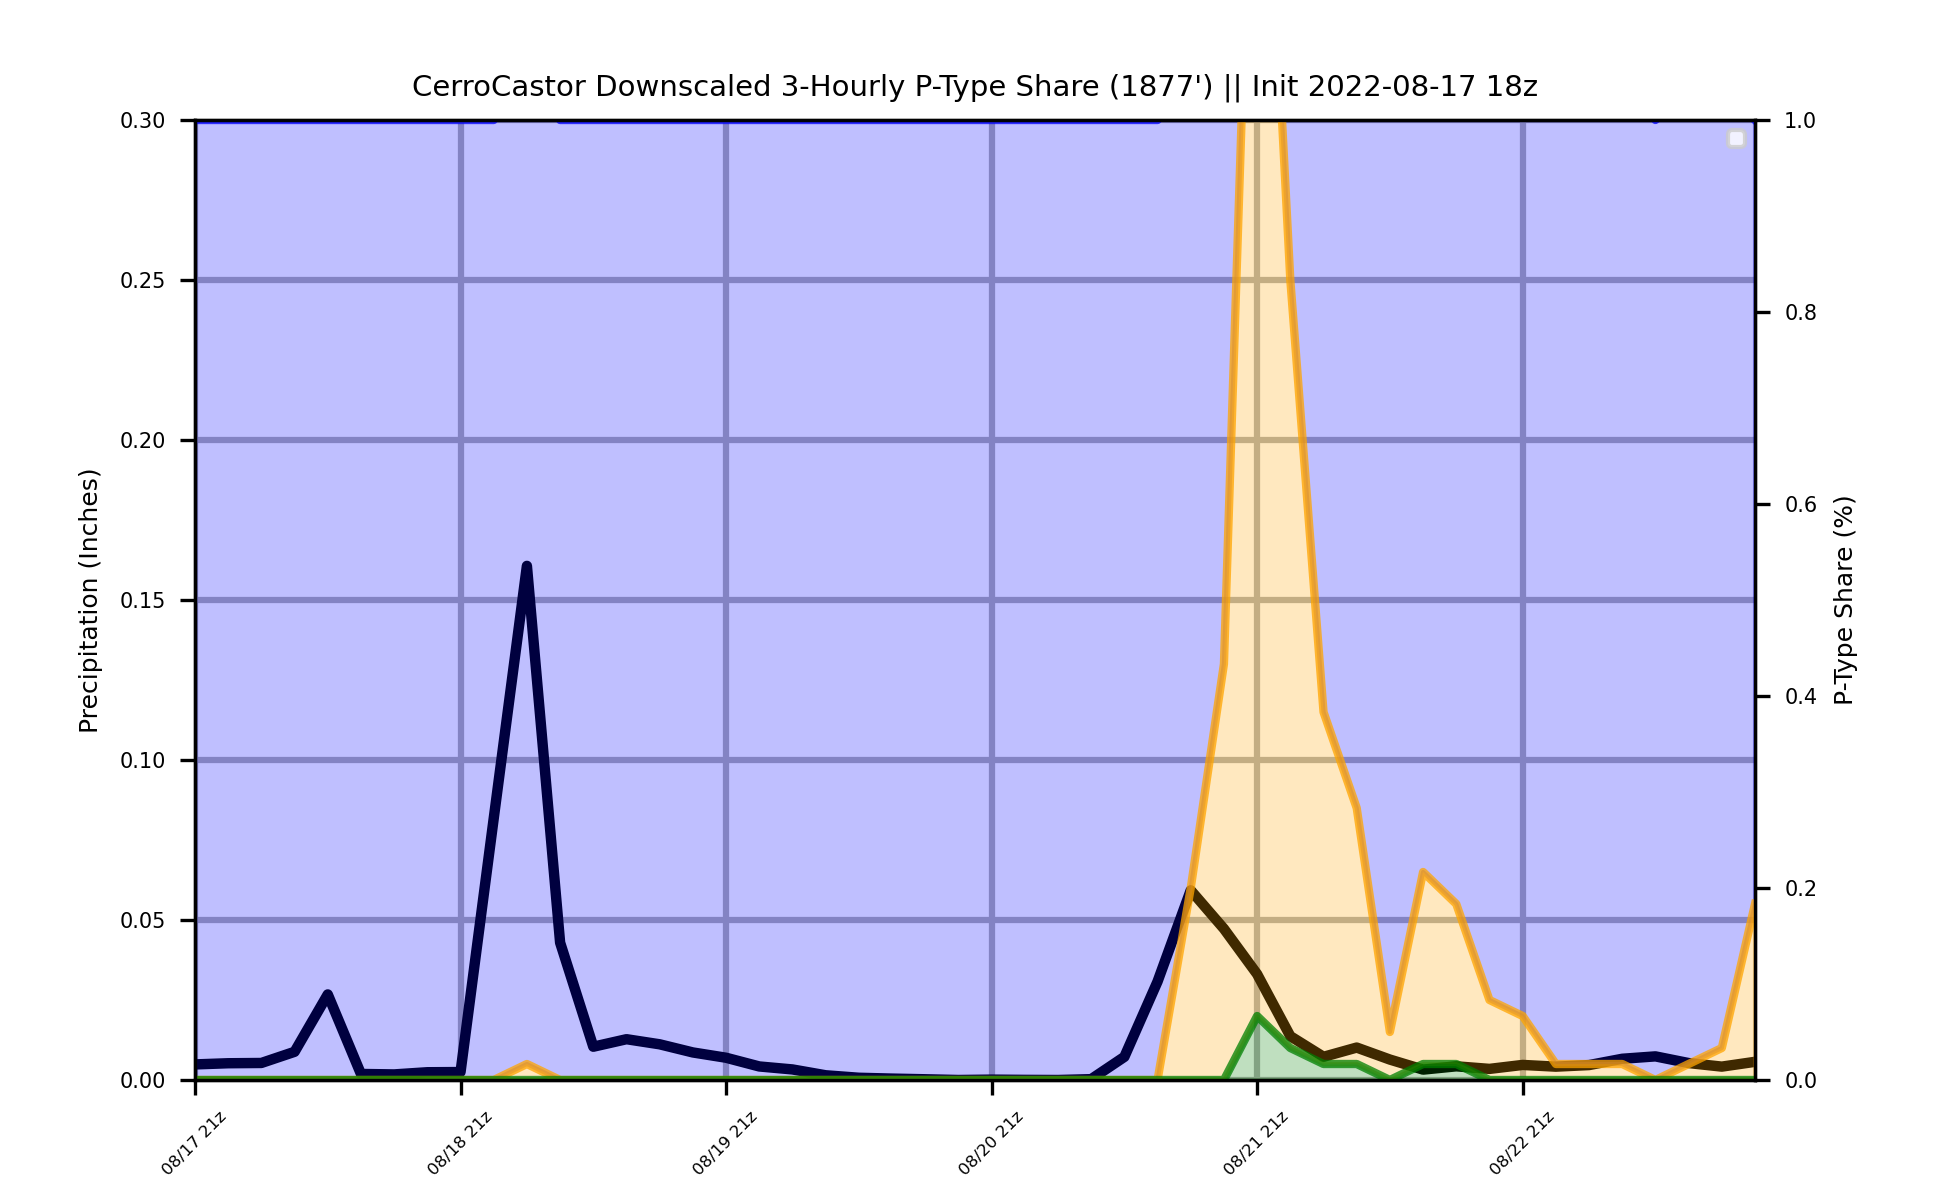 CerroCastor Downscaled 3-Hourly P-Type Share (1877') || Init 2022-08-17 18z
0.30
0.25
0.20
0.15
0.10
0.05
0.00
Precipitation (Inches)
1.0
0.8
0.6
0.4
0.2
0.0
P-Type Share (%)
08/17 21z
08/18 21z
08/19 21z
08/20 21z
08/21 21z
08/22 21z